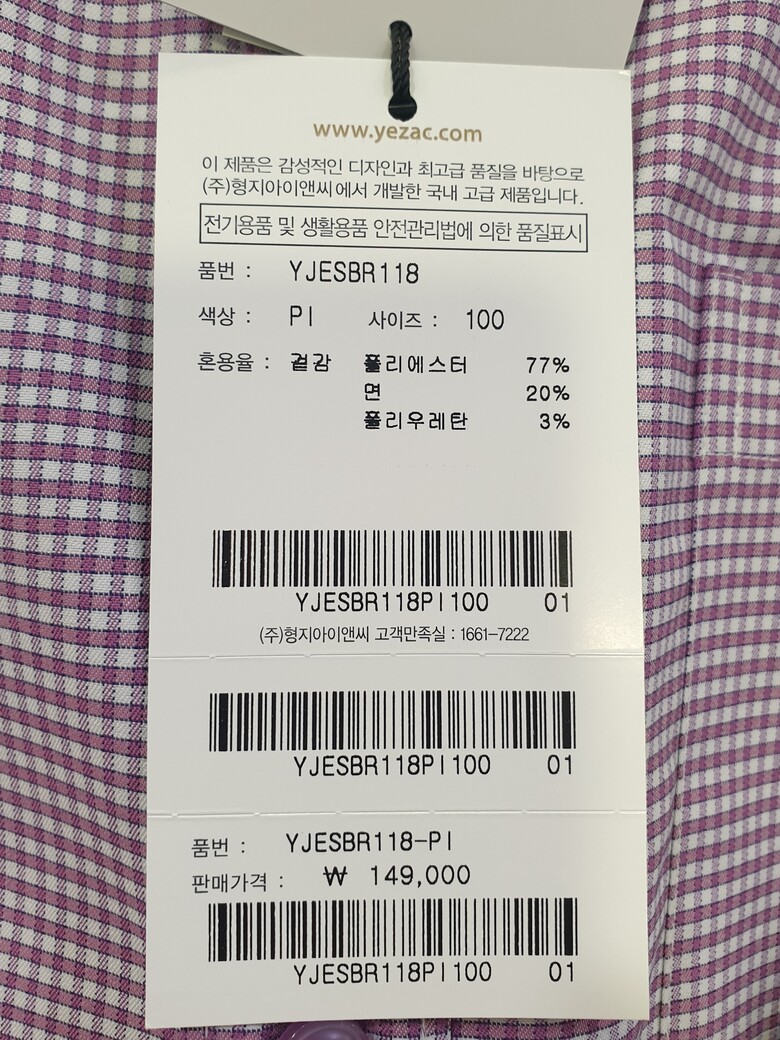 www.yezac.com
이 제품은 감성적인 디자인과 최고급 품질을 바탕으로
(주)형지아이앤씨에서 개발한 국내 고급 제품입니다.
전기용품 및 생활용품 안전관리법에 의한 품질표시
품번 : YJESBR118
색상 : PI 사이즈 : 100
혼용율 : 겉감 폴리에스터 77%
면 20%
폴리우레탄 3%
YJESBR118PI100 01
(주)형지아이앤씨 고객만족실 : 1661-7222
YJESBR118PI100 01
품번 : YJESBR118-PI
판매가격 : ₩ 149,000
YJESBR118PI100 01